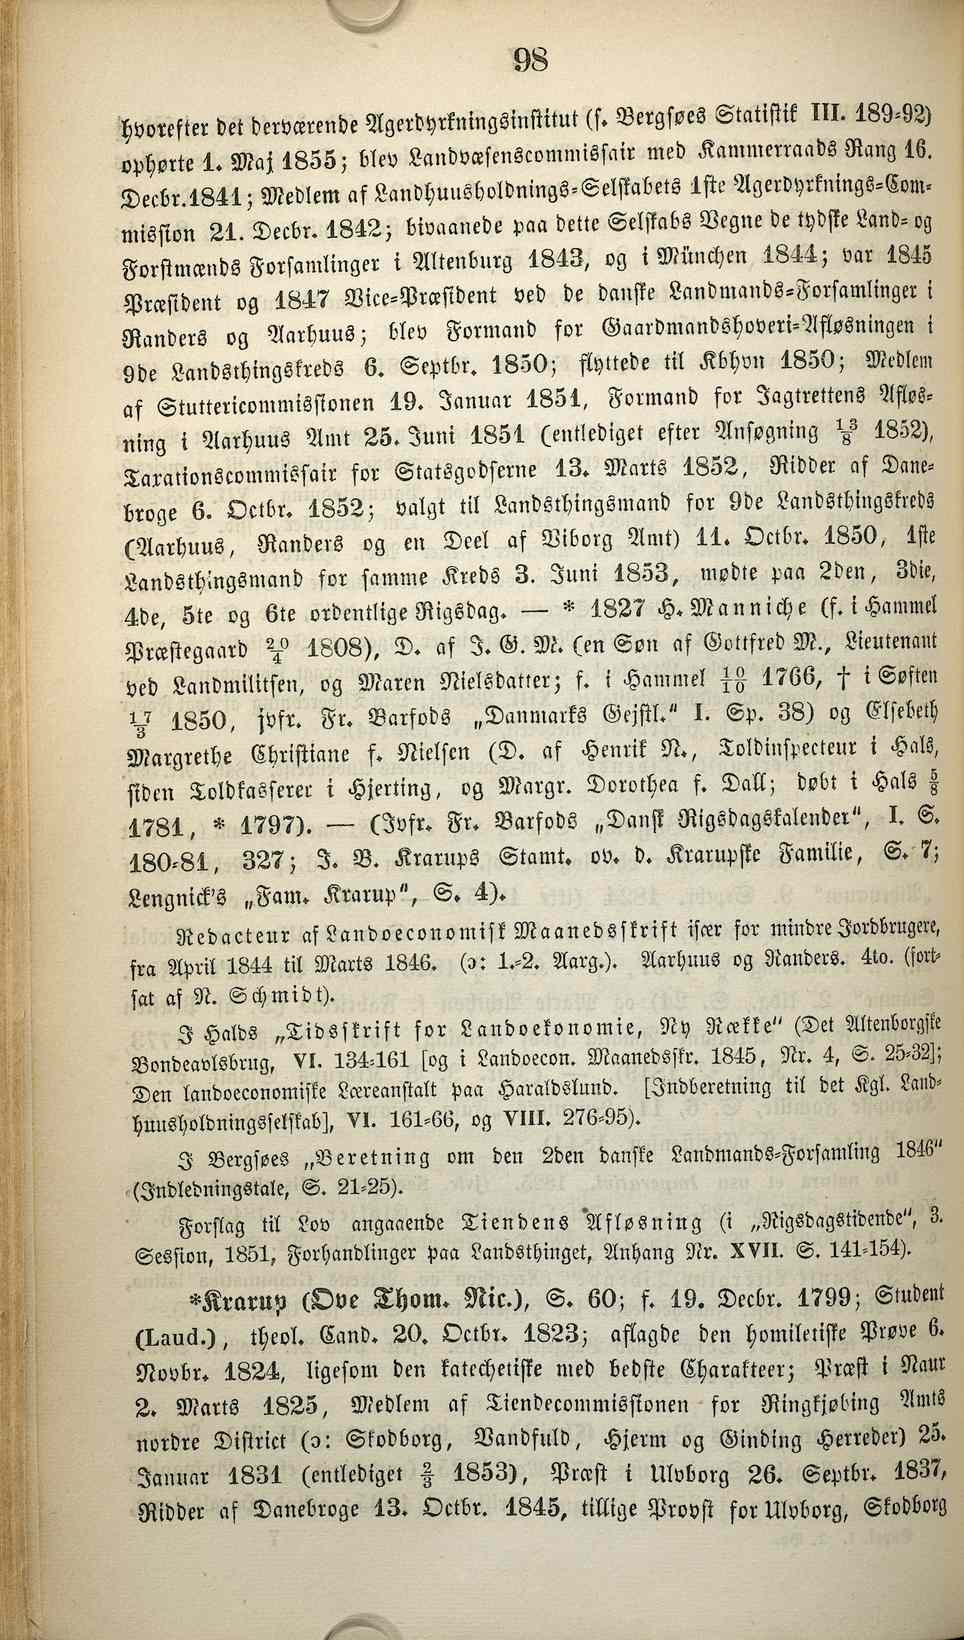 98
hvorefter det derværende Agerdyrkningsinstitut (s. Bergsøes Statistik III. 189-92)
ophørte 1. Maj 1855; blev Landvæsenscommissair med Kammerraads Rang 16.
Decbr. 1841; Medlem af Landhuusholdnings-Selskabets 1ste Agerdyrknings-Com-
mission 21. Decbr. 1842; bivaanede paa dette Selskabs Vegne de tydske Land- og
Forstmænds Forsamlinger i Altenburg 1843, og i München 1844; var 1845
Præsident og 1847 Vice-Præsident ved de danske Landmands-Forsamlinger i
Randers og Aarhuus; blev Formand for Gaardmandshoveri-Afløsningen i
9de Landsthingskreds 6. Septbr. 1850; flyttede til Kbhvn 1850; Medlem
af Stuttericommissionen 19. Januar 1851, Formand for Jagtrettens Afløs-
ning i Aarhuus Amt 25. Juni 1851 (entlediget efter Ansøgning 13/8 1852),
Taxationscommissair for Statsgodserne 13. Marts 1852, Ridder af Dane-
broge 6. Octbr. 1852; valgt til Landsthingsmand for 9de Landsthingskreds
(Aarhuus, Randers og en Deel af Viborg Amt) 11. Octbr. 1850, 1ste
Landsthingsmand for samme Kreds 3. Juni 1853, mødte paa 2den, 3die,
4de, 5te og 6te ordentlige Rigsdag. — * 1827 H. Manniche (f. i Hammel
Præstegaard 20/4 1808), D. af J. G. M. (en Søn af Gottfred M., Lieutenant
ved Landmilitsen, og Maren Nielsdatter; f. i Hammel 10/10 1766, † i Søften
17/3 1850, jvfr. Fr. Barfods „Danmarks Gejstl.“ I. Sp. 38) og Elsebeth
Margrethe Christiane f. Nielsen (D. af Henrik N., Toldinspecteur i Hals,
siden Toldkasserer i Hjerting, og Margr. Dorothea f. Dall; døbt i Hals 5/8
1781, * 1797). — (Jvfr. Fr. Barfods „Dansk Rigsdagskalender“, I. S.
180-81, 327; J. B. Krarups Stamt. ov. d. Krarupske Familie, S. 7;
Lengnick's „Fam. Krarup“, S. 4).
Redacteur af Landoeconomisk Maanedsskrift især for mindre Jordbrugere,
fra April 1844 til Marts 1846. (ɔ: 1.-2. Aarg.). Aarhuus og Randers. 4to. (fort-
sat af N. Schmidt).
I Halds „Tidsskrift for Landoekonomie, Ny Række“ (Det Altenborgske
Bondeavlsbrug, VI. 134-161 [og i Landoecon. Maanedsskr. 1845, Nr. 4, S. 25-32];
Den landoeconomiske Læreanstalt paa Haraldslund. [Indberetning til det Kgl. Land-
huusholdningsselskab], VI. 161-66, og VIII. 276-95).
I Bergsøes „Beretning om den 2den danske Landmands-Forsamling 1846“
(Indledningstale, S. 21-25).
Forslag til Lov angaaende Tiendens Afløsning (i „Rigsdagstidende“, 3.
Session, 1851, Forhandlinger paa Landsthinget, Anhang Nr. XVII. S. 141-154).
*Krarup (Ove Thom. Nic.), S. 60; f. 19. Decbr. 1799; Student
(Laud.), theol. Cand. 20. Octbr. 1823; aflagde den homiletiske Prøve 6.
Novbr. 1824, ligesom den katechetiske med bedste Charakteer; Præst i Naur
2. Marts 1825, Medlem af Tiendecommissionen for Ringkjøbing Amts
nordre District (ɔ: Skodborg, Vandfuld, Hjerm og Ginding Herreder) 25.
Januar 1831 (entlediget 2/3 1853), Præst i Ulvborg 26. Septbr. 1837,
Ridder af Danebroge 13. Octbr. 1845, tillige Provst for Ulvborg, Skodborg